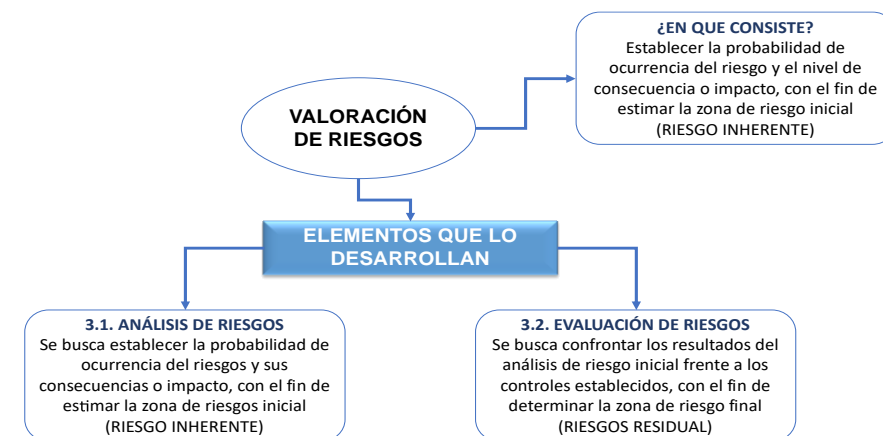 ¿EN QUE CONSISTE?
Establecer la probabilidad de
ocurrencia del riesgo y el nivel de
consecuencia o impacto, con el fin de
estimar la zona de riesgo inicial
(RIESGO INHERENTE)
VALORACIÓN
DE RIESGOS
ELEMENTOS QUE LO
DESARROLLAN
3.1. ANÁLISIS DE RIESGOS
Se busca establecer la probabilidad de
ocurrencia del riesgos y sus
consecuencias o impacto, con el fin de
estimar la zona de riesgos inicial
(RIESGO INHERENTE)
3.2. EVALUACIÓN DE RIESGOS
Se busca confrontar los resultados del
análisis de riesgo inicial frente a los
controles establecidos, con el fin de
determinar la zona de riesgo final
(RIESGOS RESIDUAL)